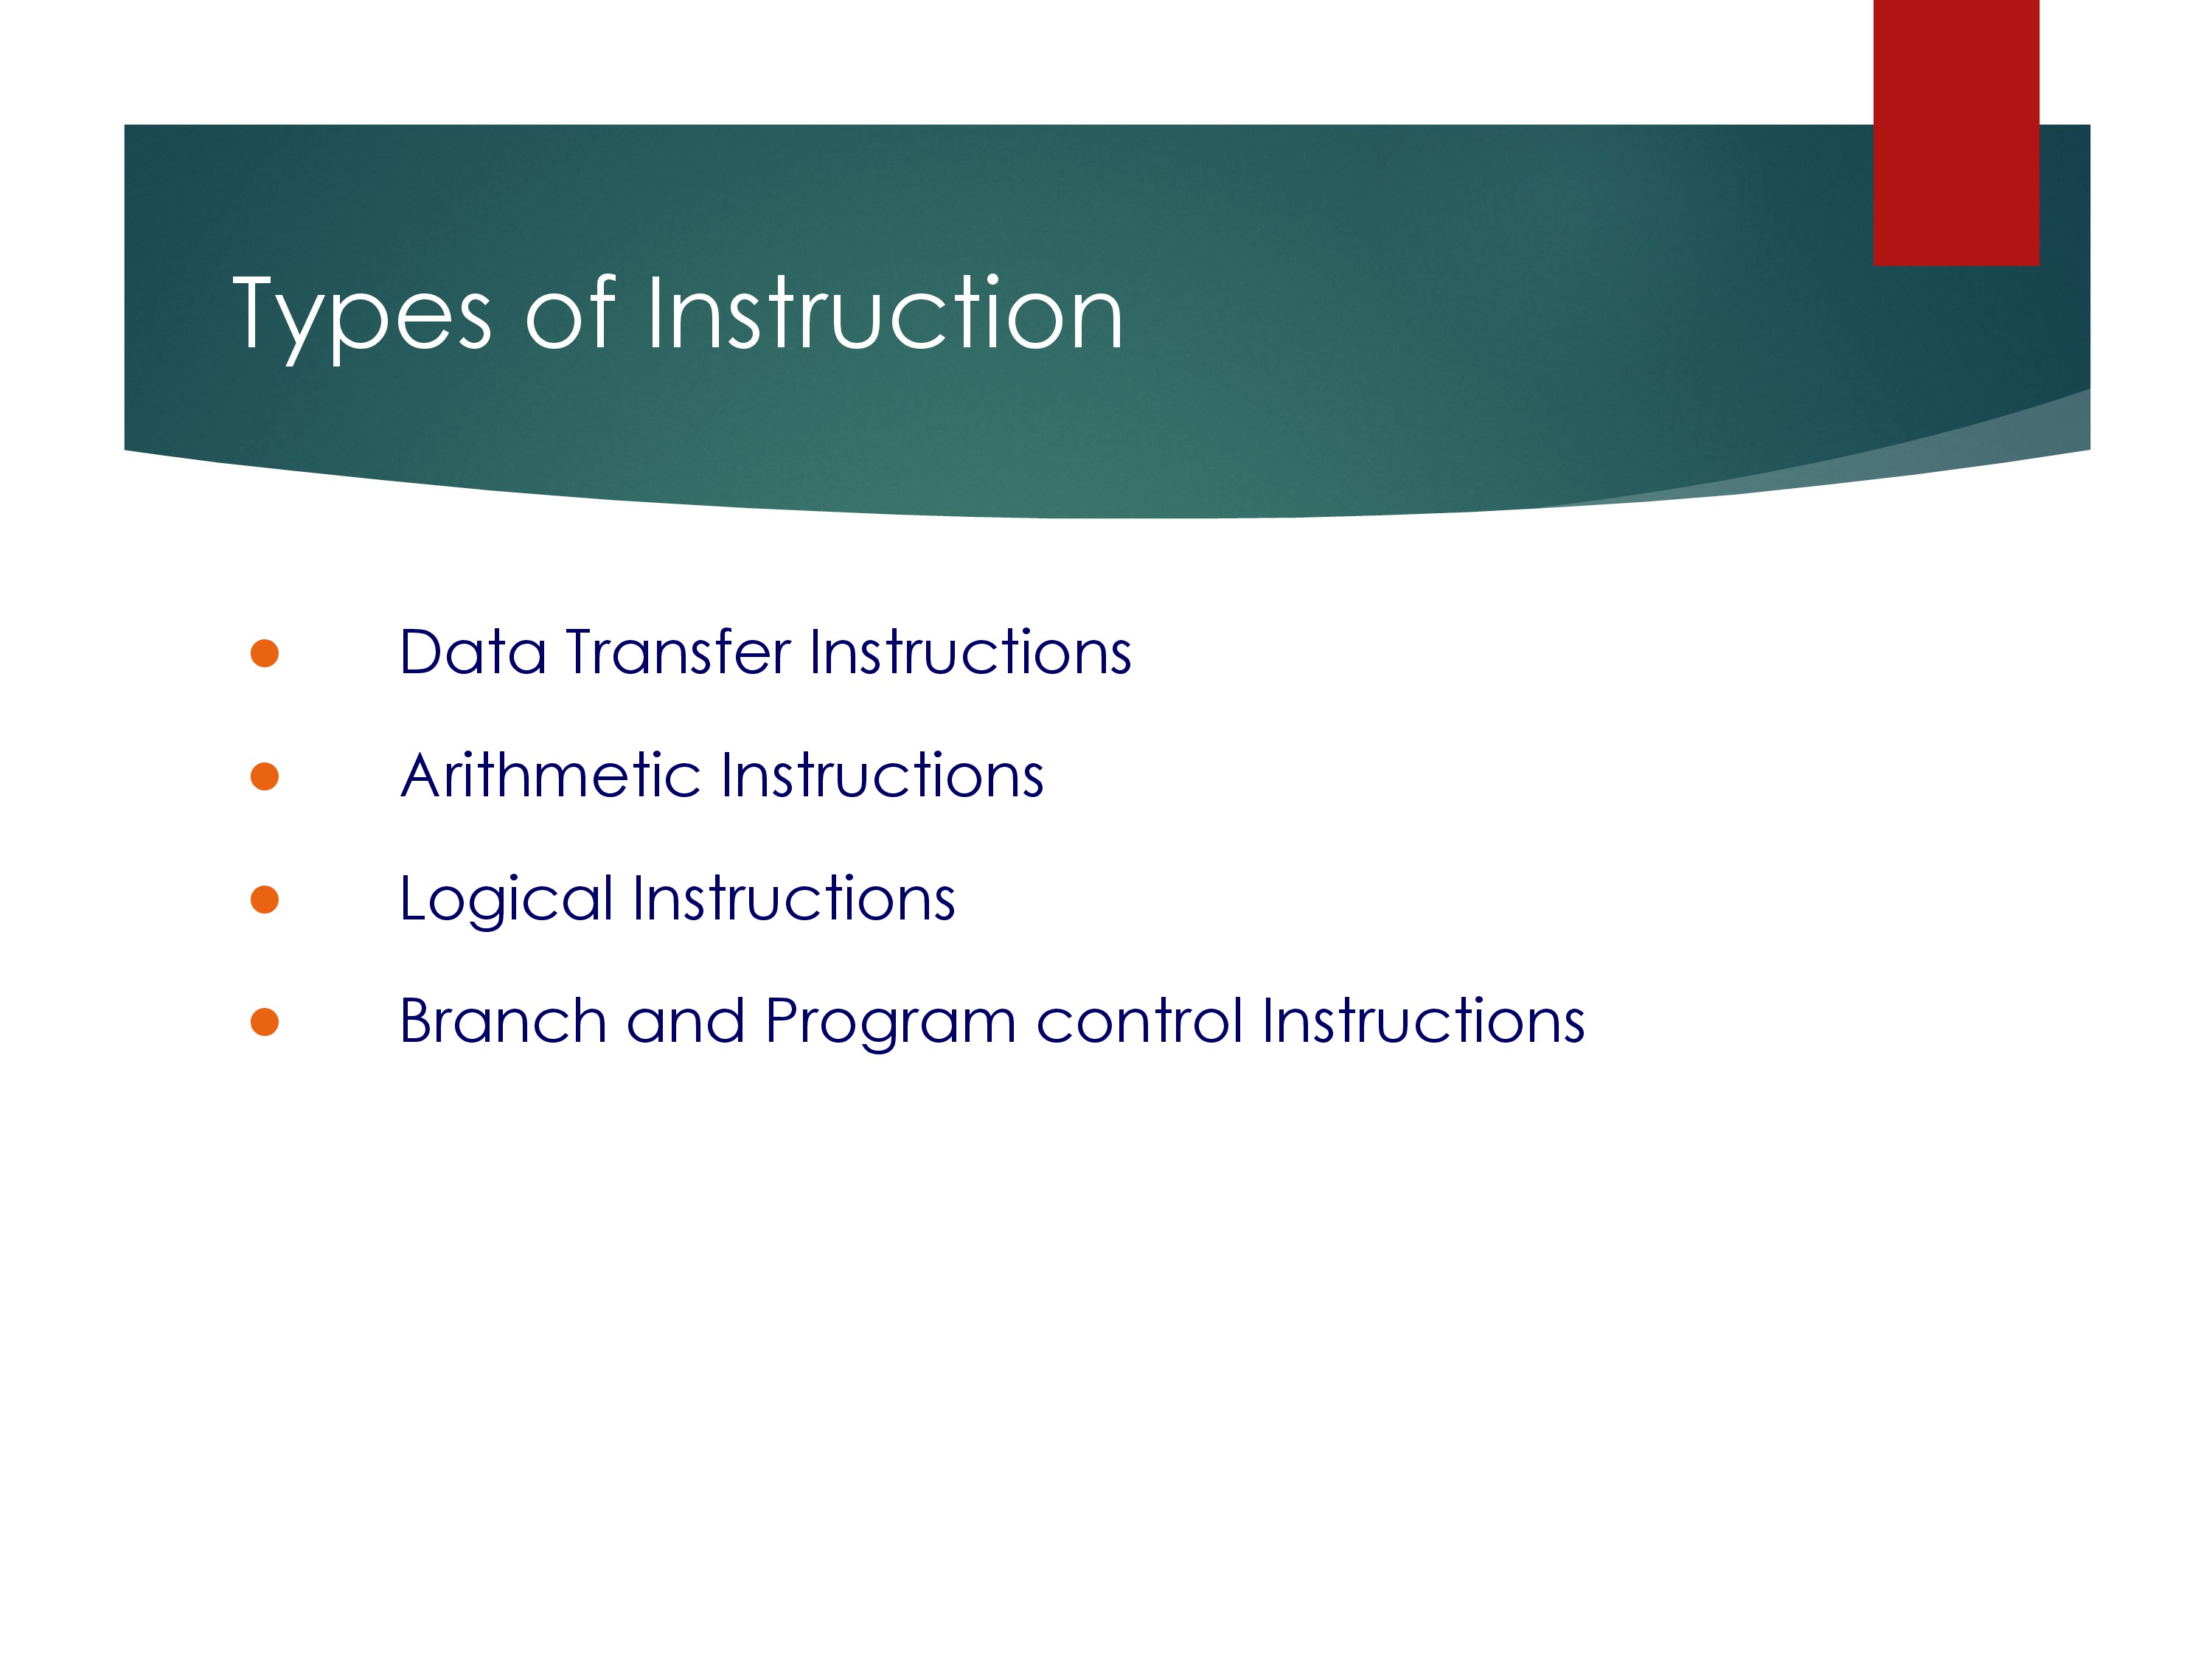 Types of Instruction
● Data Transfer Instructions
● Arithmetic Instructions
● Logical Instructions
● Branch and Program control Instructions